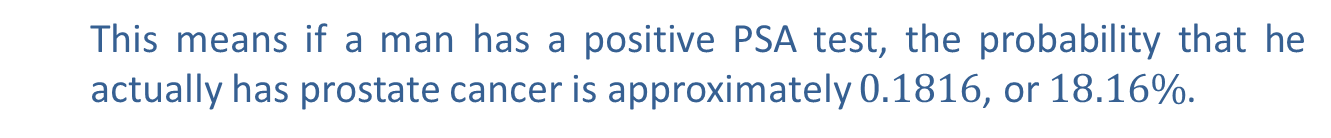 This means if a man has a positive PSA test, the probability that he
actually has prostate cancer is approximately 0.1816, or 18.16%.